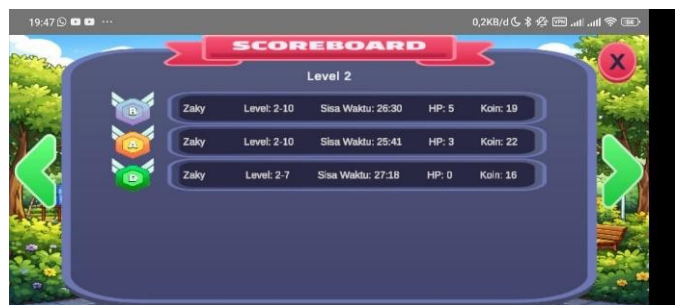 19:47 ... 0,2KB/d VPN
SCOREBOARD
X
Level 2
Zaky Level: 2-10 Sisa Waktu: 26:30 HP: 5 Koin: 19
A Zaky Level: 2-10 Sisa Waktu: 25:41 HP: 3 Koin: 22
D Zaky Level: 2-7 Sisa Waktu: 27:18 HP: 0 Koin: 16